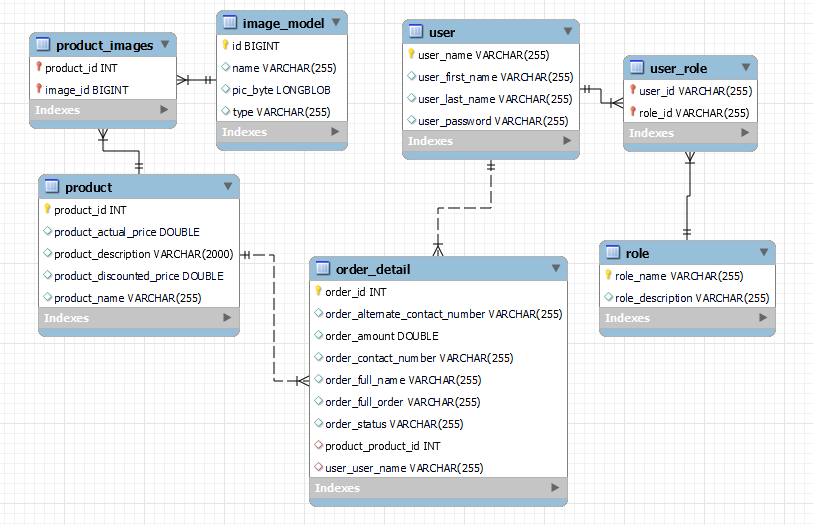 product_images
product_id INT
image_id BIGINT
Indexes
image_model
id BIGINT
name VARCHAR(255)
pic_byte LONGBLOB
type VARCHAR(255)
Indexes
user
user_name VARCHAR(255)
user_first_name VARCHAR(255)
user_last_name VARCHAR(255)
user_password VARCHAR(255)
Indexes
user_role
user_id VARCHAR(255)
role_id VARCHAR(255)
Indexes
product
product_id INT
product_actual_price DOUBLE
product_description VARCHAR(2000)
product_discounted_price DOUBLE
product_name VARCHAR(255)
Indexes
order_detail
order_id INT
order_alternate_contact_number VARCHAR(255)
order_amount DOUBLE
order_contact_number VARCHAR(255)
order_full_name VARCHAR(255)
order_full_order VARCHAR(255)
order_status VARCHAR(255)
product_product_id INT
user_user_name VARCHAR(255)
Indexes
role
role_name VARCHAR(255)
role_description VARCHAR(255)
Indexes